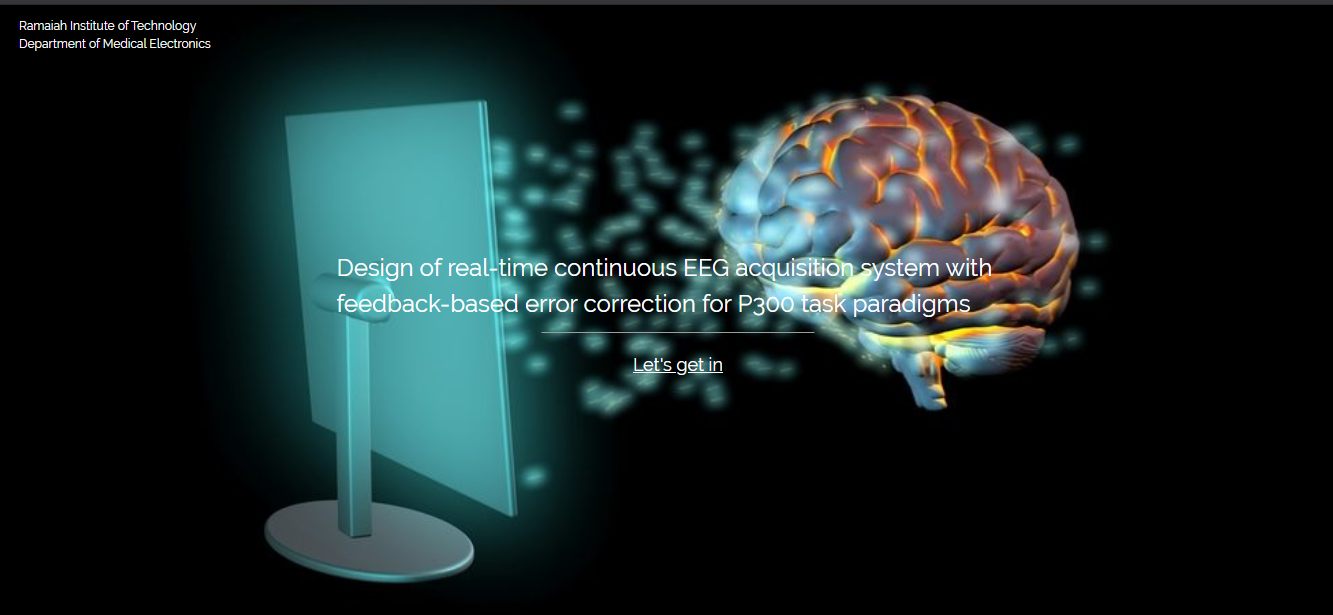 Ramaiah Institute of Technology
Department of Medical Electronics
Design of real-time continuous EEG acquisition system with
feedback-based error correction for P300 task paradigms
Let's get in